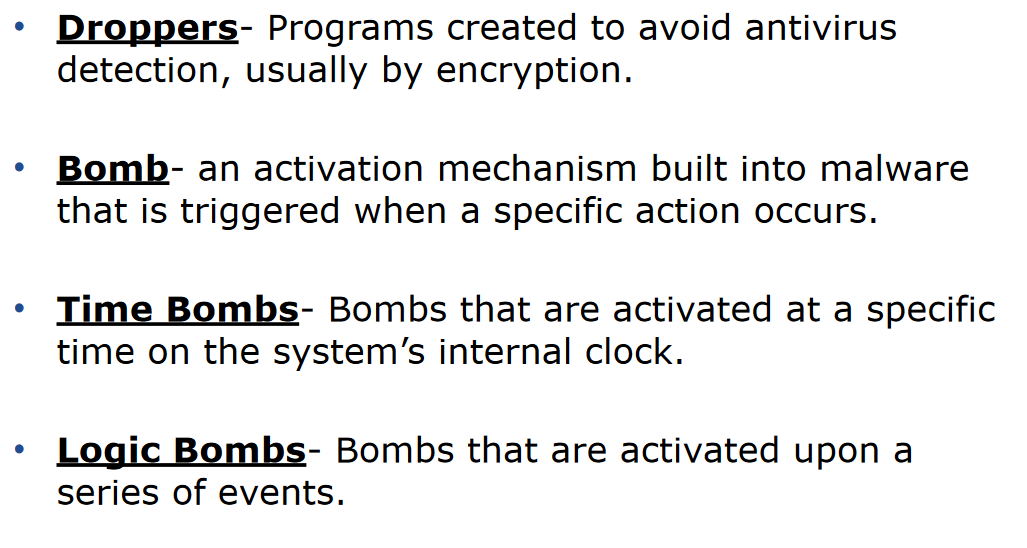 • Droppers- Programs created to avoid antivirus
detection, usually by encryption.
• Bomb- an activation mechanism built into malware
that is triggered when a specific action occurs.
• Time Bombs- Bombs that are activated at a specific
time on the system’s internal clock.
• Logic Bombs- Bombs that are activated upon a
series of events.